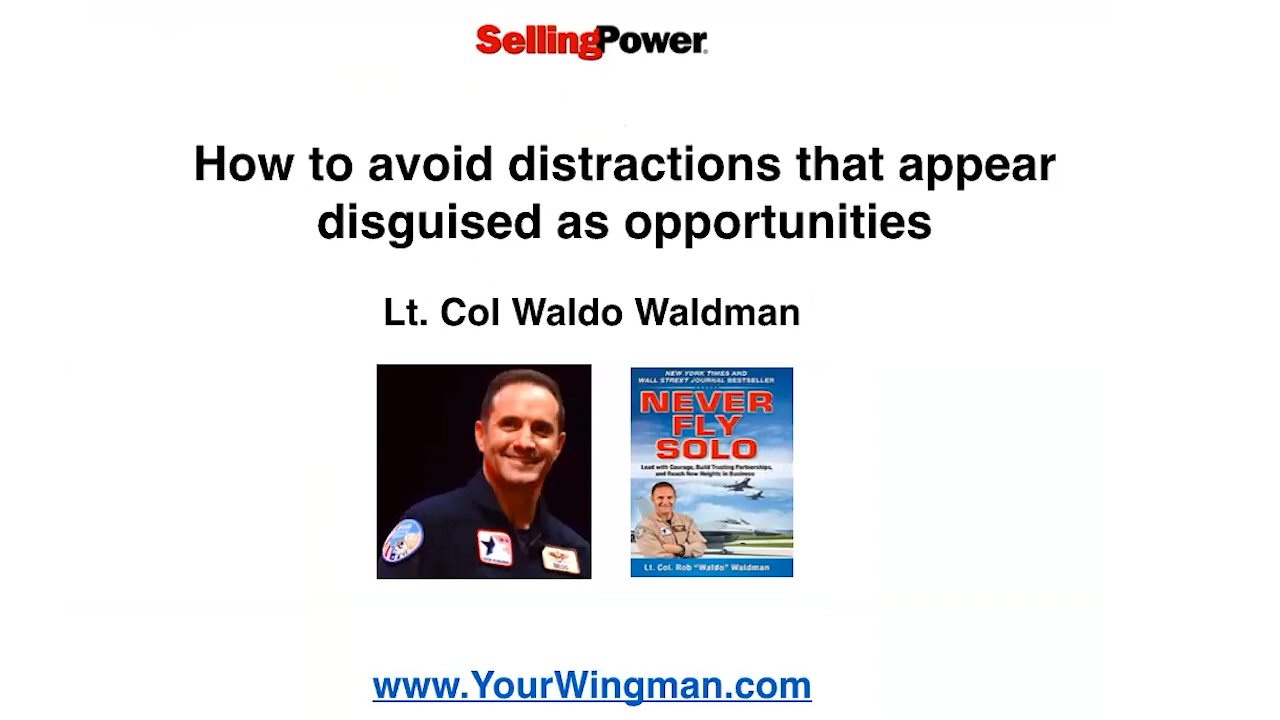 SellingPower.
How to avoid distractions that appear
disguised as opportunities
Lt. Col Waldo Waldman
NEW YORK TIMES AND
WALL STREET JOURNAL BESTSELLER
NEVER
FLY
SOLO
Lead with Courage, Build Trusting Partnerships,
and Reach New Heights in Business
Lt. Col. Rob "Waldo" Waldman
www.YourWingman.com